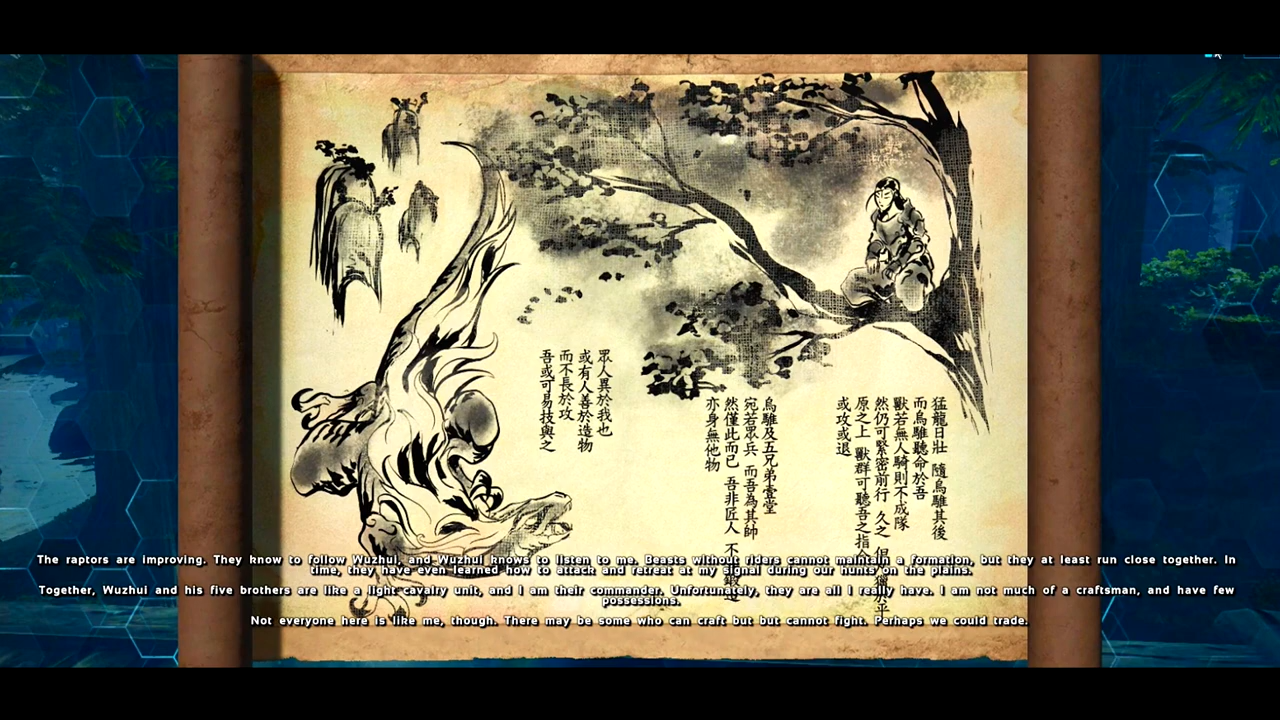 猛龍日壯 隨烏騅其後
而烏騅聽命於吾
獸若無人騎則不成隊
然仍可緊密前行 久之 但獵平
原之上 獸群可聽吾之指
或攻或退
烏騅及五兄弟壹堂
宛若眾兵 而吾為其師
然僅此而已 吾非匠人 不
亦身無他物
眾人異於我也
或有人善於造物
而不長於攻
吾或可易技與之
The raptors are improving. They know to follow Wuzhui, and Wuzhui knows to listen to me. Beasts without riders cannot maintain a formation, but they at least run close together. In
time, they have even learned how to attack and retreat at my signal during our hunts on the plains.
Together, Wuzhui and his five brothers are like a light cavalry unit, and I am their commander. Unfortunately, they are all I really have. I am not much of a craftsman, and have few
possessions.
Not everyone here is like me, though. There may be some who can craft but but cannot fight. Perhaps we could trade.